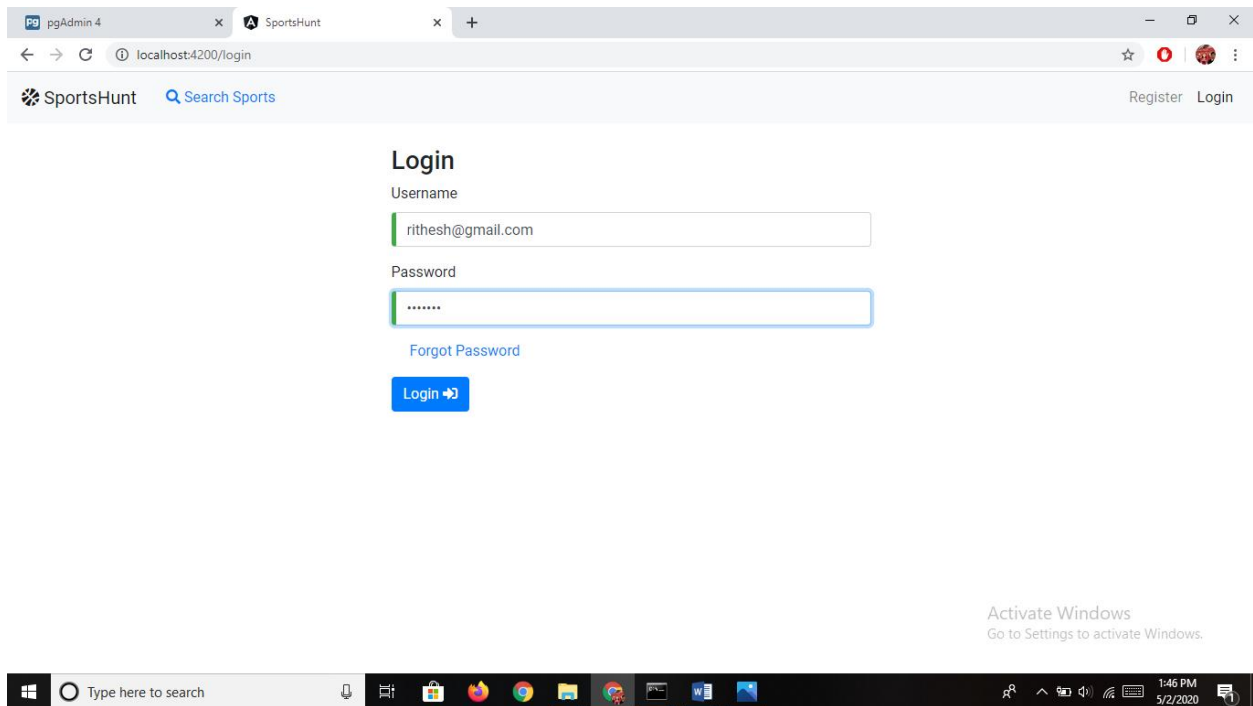 pgAdmin 4
SportsHunt
localhost:4200/login
SportsHunt
Search Sports
Register Login
Login
Username
rithesh@gmail.com
Password
•••••••
Forgot Password
Login
Activate Windows
Go to Settings to activate Windows.
Type here to search
1:46 PM
5/2/2020